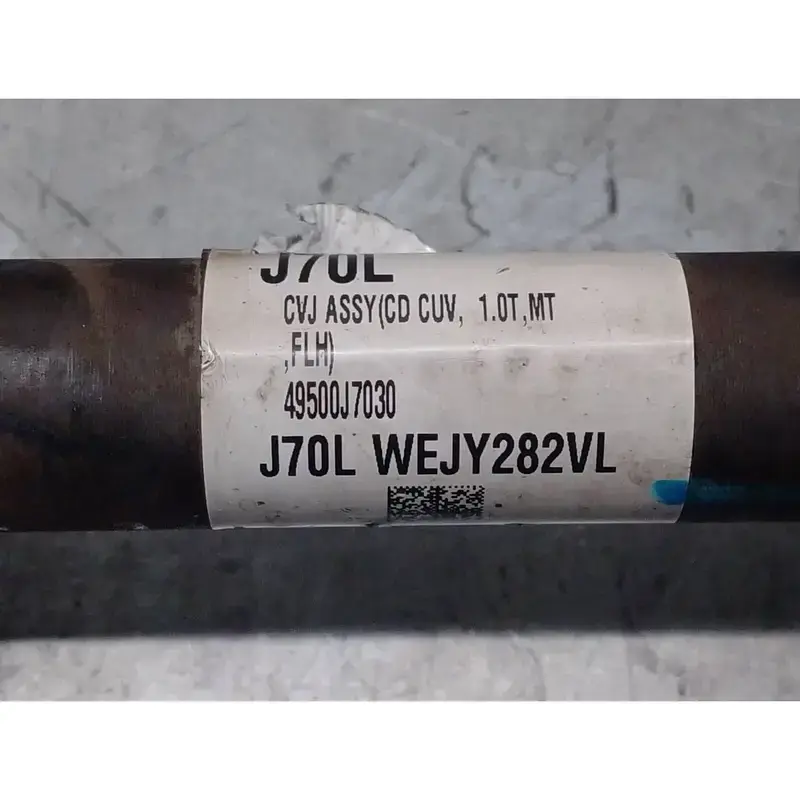 J70L
CVJ ASSY(CD CUV, 1.0T,MT
,FLH)
49500J7030
J70L WEJY282VL